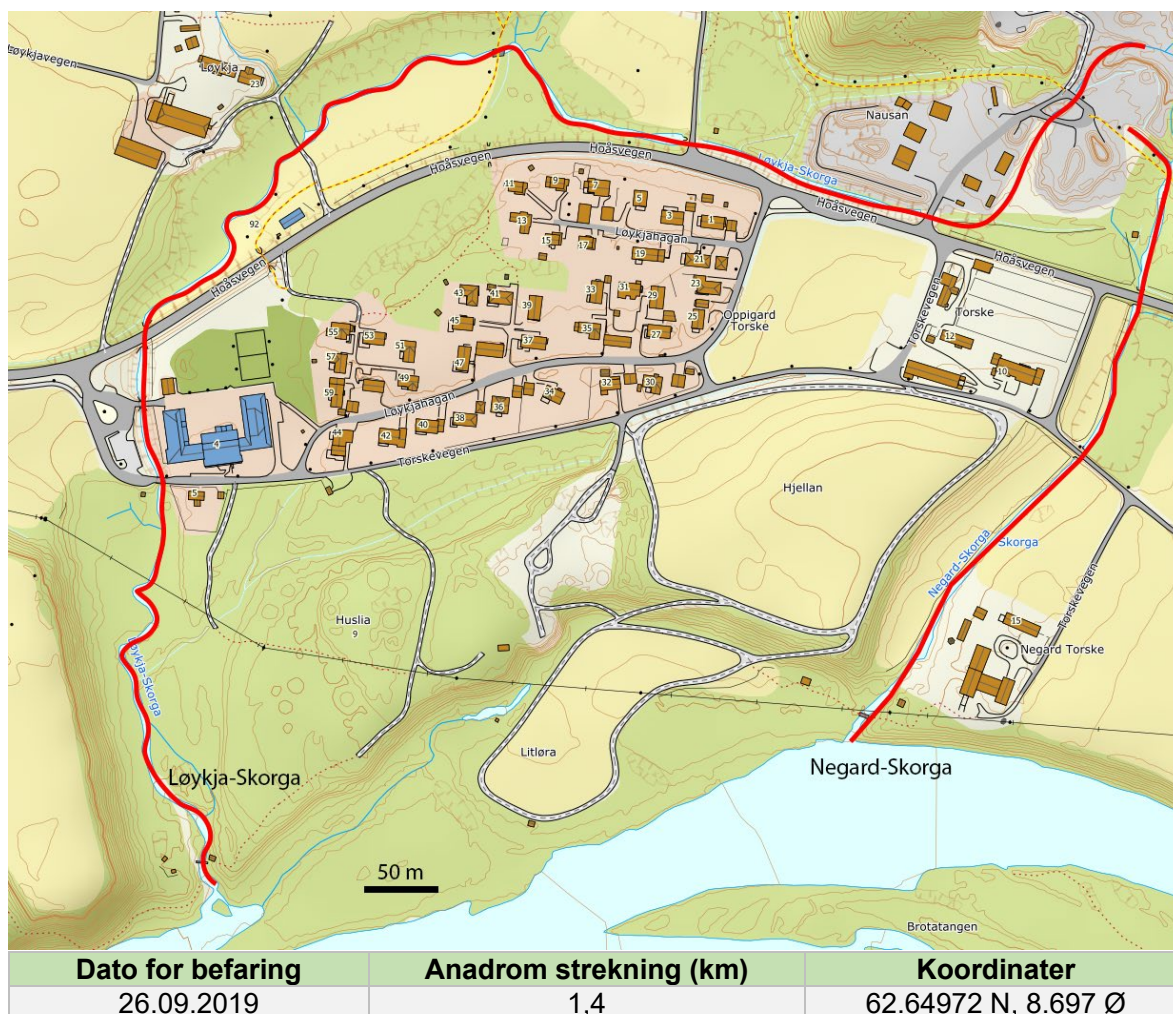 Løykjavegen
Løykja
23
Nausan
Hoåsvegen
Hoåsvegen
Løykja-Skorga
Hoåsvegen
11
9
7
5
3
1
13
Løykjahagan
15
17
19
21
92
Hoåsvegen
Hoåsvegen
43
41
39
33
31
29
23
25
Oppigard
Torske
Torskevegen
Torske
12
10
55
53
45
51
37
35
27
57
47
49
59
32
30
34
36
Løykjahagan
38
40
42
44
4
Torskevegen
5
Hjellan
Negard-Skorga
Skorga
Torskevegen
15
Negard Torske
Huslia
9
Løykja-Skorga
Litløra
Løykja-Skorga
Negard-Skorga
50 m
Brotatangen
Dato for befaring Anadrom strekning (km) Koordinater
26.09.2019 1,4 62.64972 N, 8.697 Ø